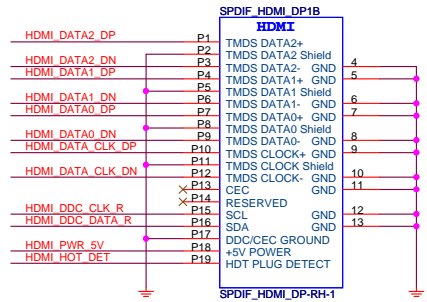 SPDIF_HDMI_DP1B
HDMI
HDMI_DATA2_DP P1 TMDS DATA2+
P2 TMDS DATA2 Shield
HDMI_DATA2_DN P3 TMDS DATA2- GND 4
HDMI_DATA1_DP P4 TMDS DATA1+ GND 5
P5 TMDS DATA1 Shield
HDMI_DATA1_DN P6 TMDS DATA1- GND 6
HDMI_DATA0_DP P7 TMDS DATA0+ GND 7
P8 TMDS DATA0 Shield
HDMI_DATA0_DN P9 TMDS DATA0- GND 8
HDMI_DATA_CLK_DP P10 TMDS CLOCK+ GND 9
P11 TMDS CLOCK Shield
HDMI_DATA_CLK_DN P12 TMDS CLOCK- GND 10
P13 CEC GND 11
P14 RESERVED
HDMI_DDC_CLK_R P15 SCL GND 12
HDMI_DDC_DATA_R P16 SDA GND 13
P17 DDC/CEC GROUND
HDMI_PWR_5V P18 +5V POWER
HDMI_HOT_DET P19 HDT PLUG DETECT
SPDIF_HDMI_DP-RH-1